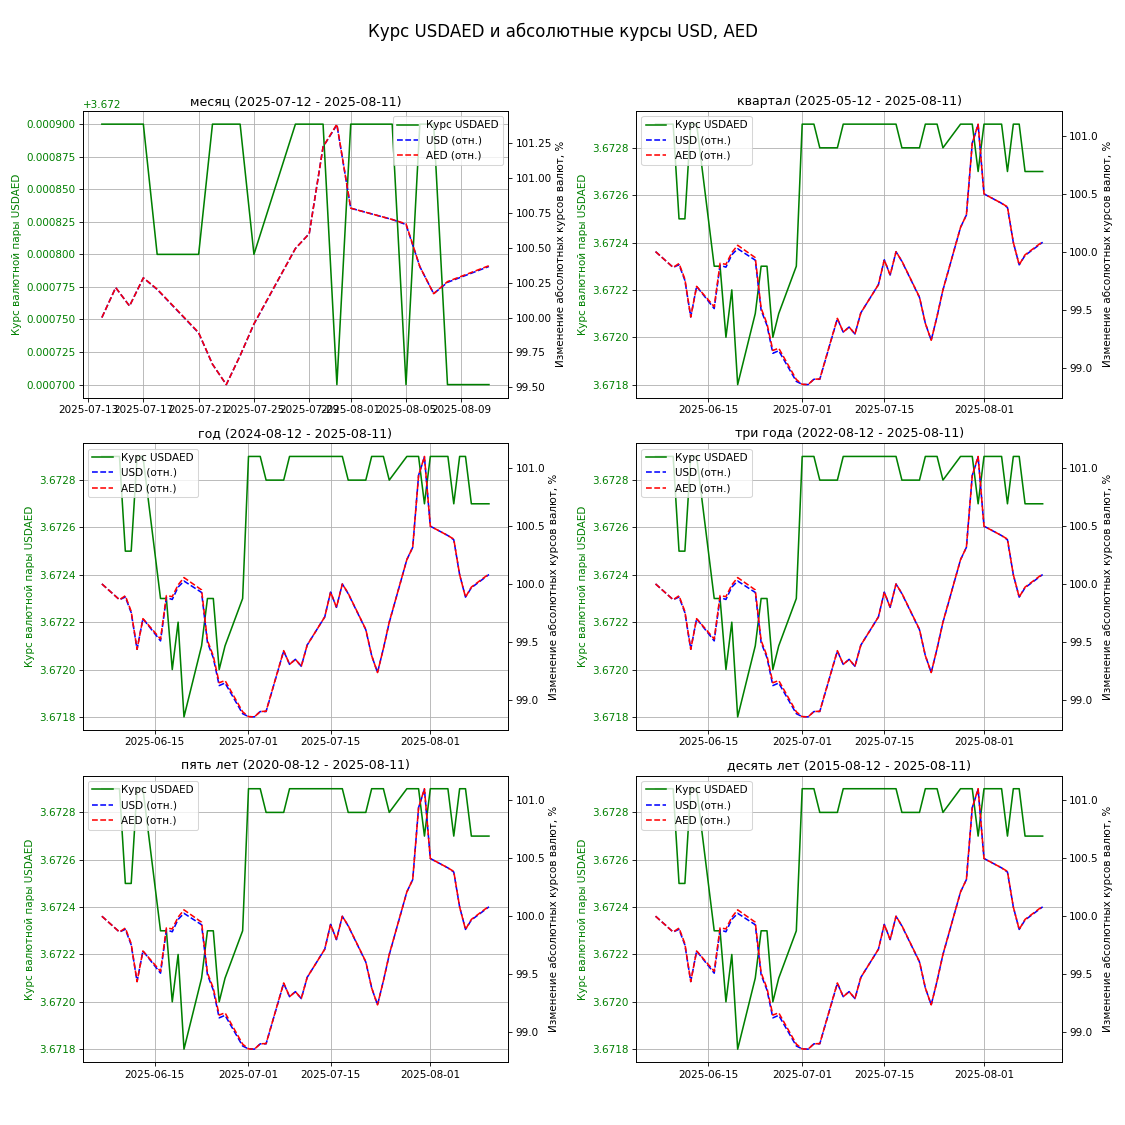 Курс USDAED и абсолютные курсы USD, AED
месяц (2025-07-12 - 2025-08-11)
+3.672
0.000900
0.000875
0.000850
0.000825
0.000800
0.000775
0.000750
0.000725
0.000700
Курс валютной пары USDAED
Курс USDAED
USD (отн.)
AED (отн.)
101.25
101.00
100.75
100.50
100.25
100.00
99.75
99.50
Изменение абсолютных курсов валют, %
2025-07-13
2025-07-17
2025-07-21
2025-07-25
2025-07-29
2025-08-01
2025-08-05
2025-08-09
квартал (2025-05-12 - 2025-08-11)
3.6728
3.6726
3.6724
3.6722
3.6720
3.6718
Курс валютной пары USDAED
Курс USDAED
USD (отн.)
AED (отн.)
101.0
100.5
100.0
99.5
99.0
Изменение абсолютных курсов валют, %
2025-06-15
2025-07-01
2025-07-15
2025-08-01
год (2024-08-12 - 2025-08-11)
3.6728
3.6726
3.6724
3.6722
3.6720
3.6718
Курс валютной пары USDAED
Курс USDAED
USD (отн.)
AED (отн.)
101.0
100.5
100.0
99.5
99.0
Изменение абсолютных курсов валют, %
2025-06-15
2025-07-01
2025-07-15
2025-08-01
три года (2022-08-12 - 2025-08-11)
3.6728
3.6726
3.6724
3.6722
3.6720
3.6718
Курс валютной пары USDAED
Курс USDAED
USD (отн.)
AED (отн.)
101.0
100.5
100.0
99.5
99.0
Изменение абсолютных курсов валют, %
2025-06-15
2025-07-01
2025-07-15
2025-08-01
пять лет (2020-08-12 - 2025-08-11)
3.6728
3.6726
3.6724
3.6722
3.6720
3.6718
Курс валютной пары USDAED
Курс USDAED
USD (отн.)
AED (отн.)
101.0
100.5
100.0
99.5
99.0
Изменение абсолютных курсов валют, %
2025-06-15
2025-07-01
2025-07-15
2025-08-01
десять лет (2015-08-12 - 2025-08-11)
3.6728
3.6726
3.6724
3.6722
3.6720
3.6718
Курс валютной пары USDAED
Курс USDAED
USD (отн.)
AED (отн.)
101.0
100.5
100.0
99.5
99.0
Изменение абсолютных курсов валют, %
2025-06-15
2025-07-01
2025-07-15
2025-08-01